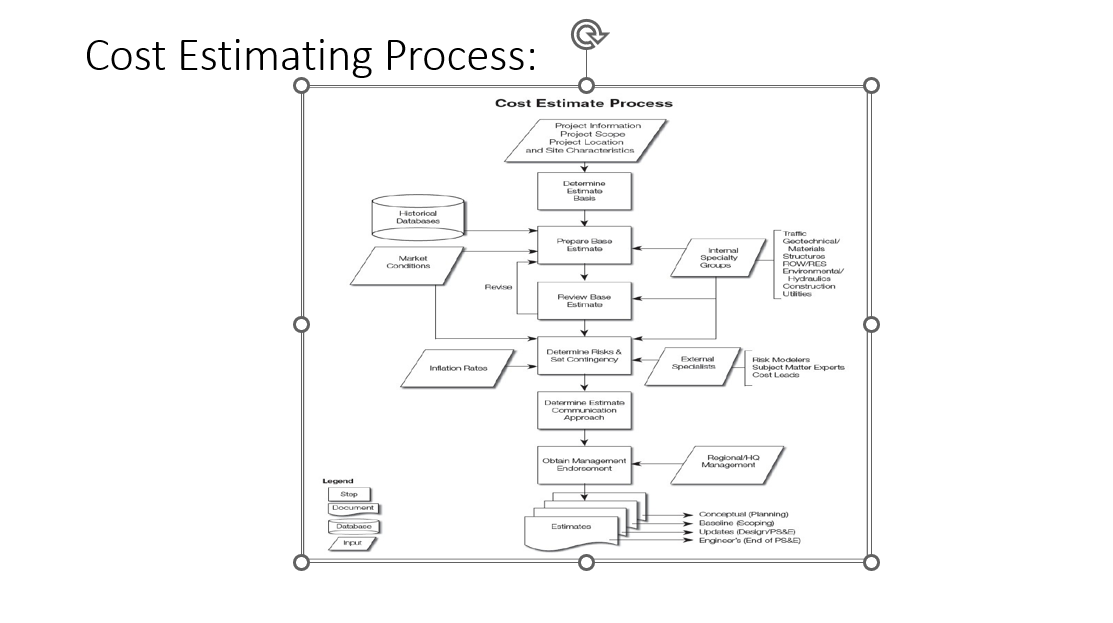 Cost Estimating Process:
Cost Estimate Process
Project Information
Project Scope
Project Location
and Site Characteristics
Determine
Estimate
Basis
Historical
Databases
Prepare Base
Estimate
Market
Conditions
Internal
Specialty
Groups
Traffic
Geotechnical/
Materials
Structures
ROW/RES
Environmental/
Hydraulics
Construction
Utilities
Revise
Review Base
Estimate
Determine Risks &
Set Contingency
Inflation Rates
External
Specialists
Risk Modelers
Subject Matter Experts
Cost Leads
Determine Estimate
Communication
Approach
Obtain Management
Endorsement
Regional/HQ
Management
Legend
Step
Document
Database
Input
Estimates
Conceptual (Planning)
Baseline (Scoping)
Updates (Design/PS&E)
Engineer's (End of PS&E)